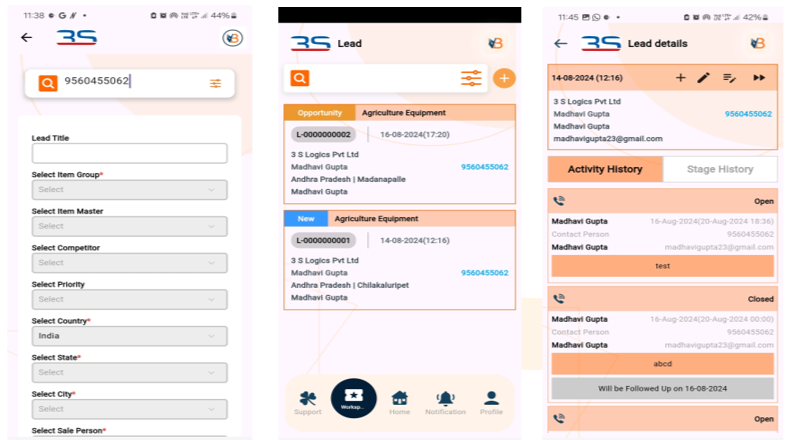 11:38
44%
3S
9560455062
Lead Title
Select Item Group*
Select
Select Item Master
Select
Select Competitor
Select
Select Priority
Select
Select Country*
India
Select State*
Select
Select City*
Select
Select Sale Person*
3S Lead
Opportunity Agriculture Equipment
L-0000000002 16-08-2024(17:20)
3 S Logics Pvt Ltd
Madhavi Gupta 9560455062
Andhra Pradesh | Madanapalle
Madhavi Gupta
New Agriculture Equipment
L-0000000001 14-08-2024(12:16)
3 S Logics Pvt Ltd
Madhavi Gupta 9560455062
Andhra Pradesh | Chilakaluripet
Madhavi Gupta
Support Worksp... Home Notification Profile
11:45 42%
3S Lead details
14-08-2024 (12:16)
3 S Logics Pvt Ltd
Madhavi Gupta 9560455062
Madhavi Gupta
madhavigupta23@gmail.com
Activity History Stage History
Open
Madhavi Gupta 16-Aug-2024(20-Aug-2024 18:36)
Contact Person 9560455062
Madhavi Gupta madhavigupta23@gmail.com
test
Closed
Madhavi Gupta 16-Aug-2024(20-Aug-2024 00:00)
Contact Person 9560455062
Madhavi Gupta madhavigupta23@gmail.com
abcd
Will be Followed Up on 16-08-2024
Open